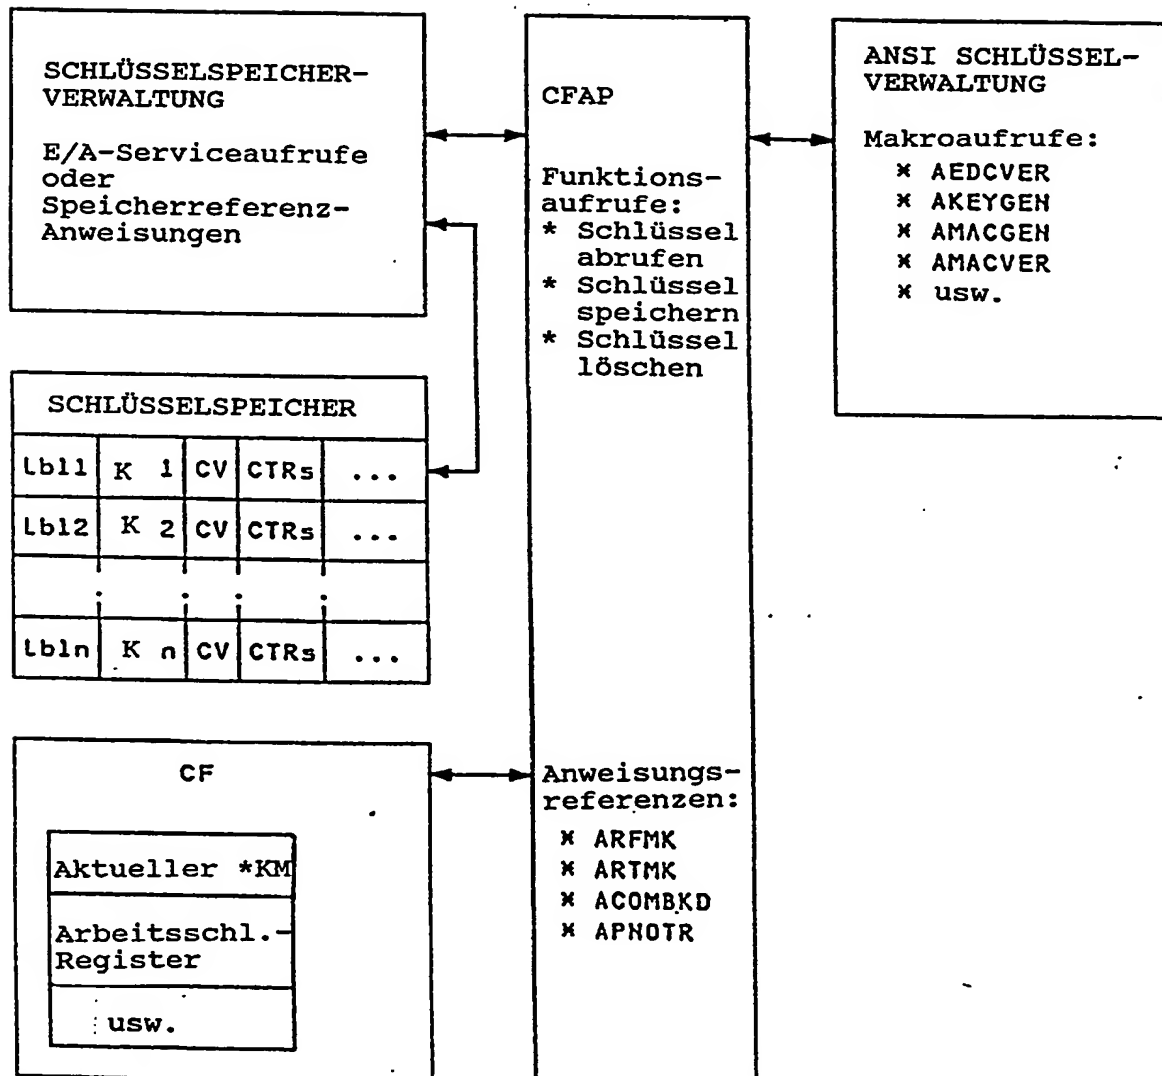 SCHLÜSSELSPEICHER-
VERWALTUNG
E/A-Serviceaufrufe
oder
Speicherreferenz-
Anweisungen
SCHLÜSSELSPEICHER
Lbl1 K 1 CV CTRs ...
Lbl2 K 2 CV CTRs ...
. . . .
Lbln K n CV CTRs ...
CF
Aktueller *KM
Arbeitsschl.-
Register
usw.
CFAP
Funktions-
aufrufe:
* Schlüssel
abrufen
* Schlüssel
speichern
* Schlüssel
löschen
Anweisungs-
referenzen:
* ARFMK
* ARTMK
* ACOMBKD
* APNOTR
ANSI SCHLÜSSEL-
VERWALTUNG
Makroaufrufe:
* AEDCVER
* AKEYGEN
* AMACGEN
* AMACVER
* usw.